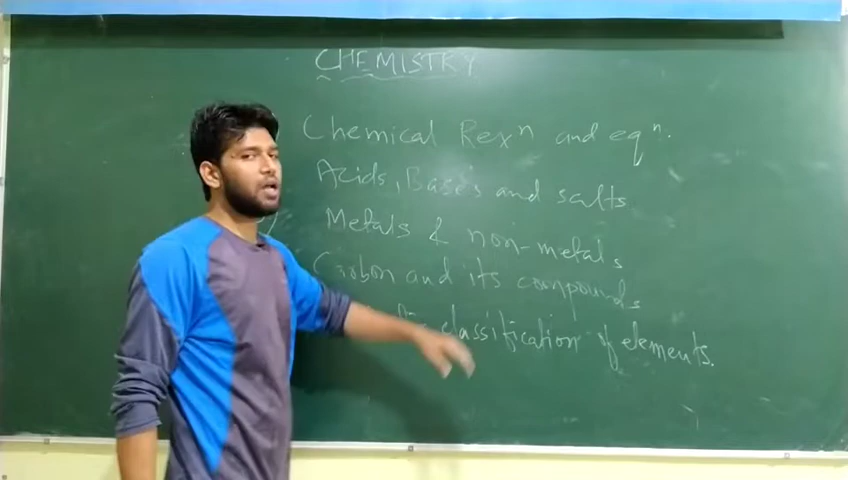 CHEMISTRY
Chemical Rexⁿ and eqⁿ.
Acids, Bases and salts
Metals & non-metals
Carbon and its compounds
classification of elements.